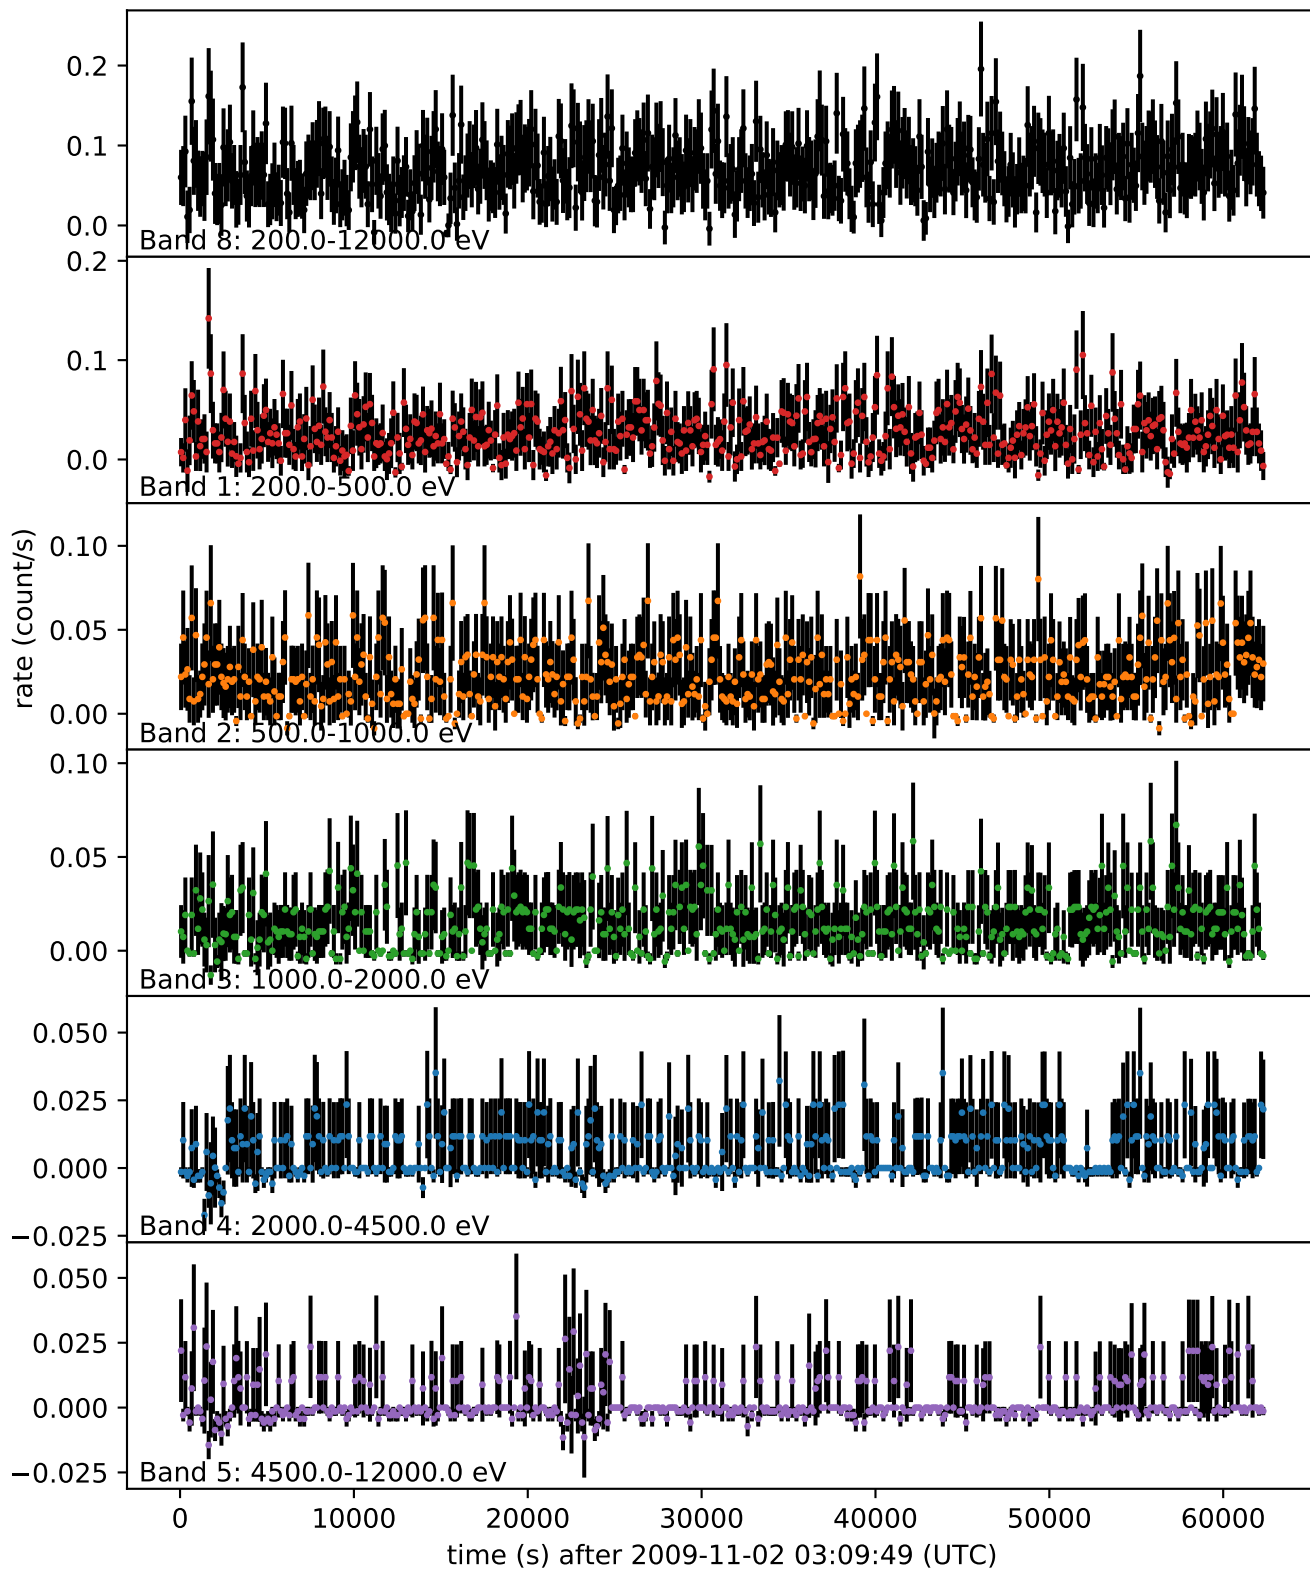 0.2
0.1
0.0
Band 8: 200.0-12000.0 eV
0.2
0.1
0.0
Band 1: 200.0-500.0 eV
0.10
0.05
0.00
Band 2: 500.0-1000.0 eV
rate (count/s)
0.10
0.05
0.00
Band 3: 1000.0-2000.0 eV
0.050
0.025
0.000
−0.025
Band 4: 2000.0-4500.0 eV
0.050
0.025
0.000
−0.025
Band 5: 4500.0-12000.0 eV
0 10000 20000 30000 40000 50000 60000
time (s) after 2009-11-02 03:09:49 (UTC)